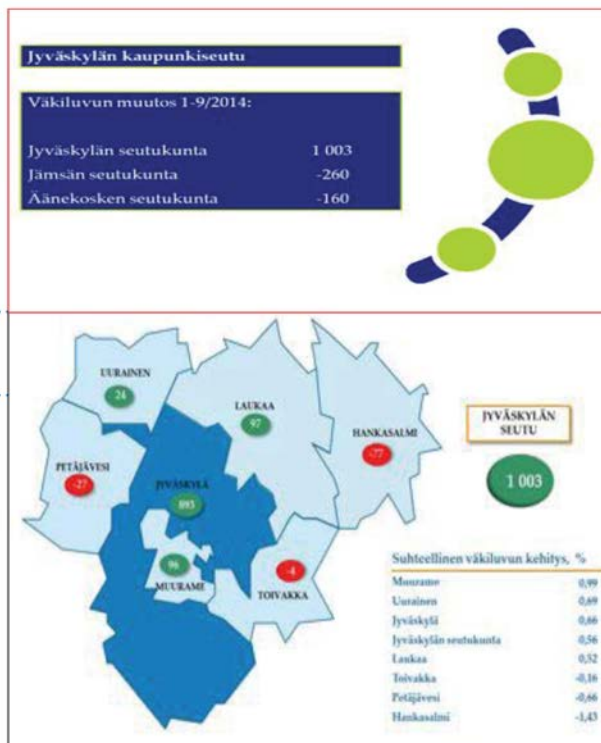 Jyväskylän kaupunkiseutu
Väkiluvun muutos 1-9/2014:
Jyväskylän seutukunta 1 003
Jämsän seutukunta -260
Äänekosken seutukunta -160
UURAINEN
24
LAUKAA
97
HANKASALMI
-77
PETÄJÄVESI
-27
JYVÄSKYLÄ
893
96
MUURAME
-4
TOIVAKKA
JYVÄSKYLÄN
SEUTU
1 003
Suhteellinen väkiluvun kehitys, %
Muurame 0,99
Uurainen 0,69
Jyväskylä 0,66
Jyväskylän seutukunta 0,56
Laukaa 0,52
Toivakka -0,16
Petäjävesi -0,66
Hankasalmi -1,43